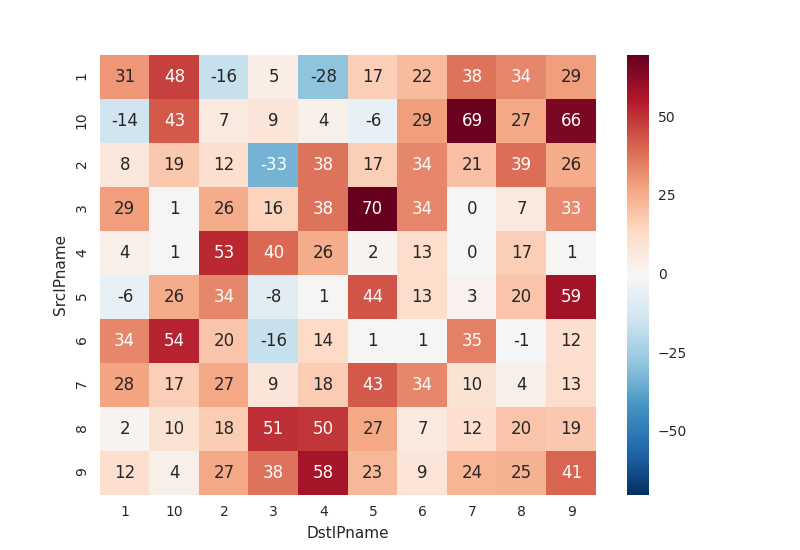 1 31 48 -16 5 -28 17 22 38 34 29
10 -14 43 7 9 4 -6 29 69 27 66
2 8 19 12 -33 38 17 34 21 39 26
3 29 1 26 16 38 70 34 0 7 33
4 4 1 53 40 26 2 13 0 17 1
5 -6 26 34 -8 1 44 13 3 20 59
6 34 54 20 -16 14 1 1 35 -1 12
7 28 17 27 9 18 43 34 10 4 13
8 2 10 18 51 50 27 7 12 20 19
9 12 4 27 38 58 23 9 24 25 41
1 10 2 3 4 5 6 7 8 9
DstIPname
SrcIPname
50
25
0
−25
−50